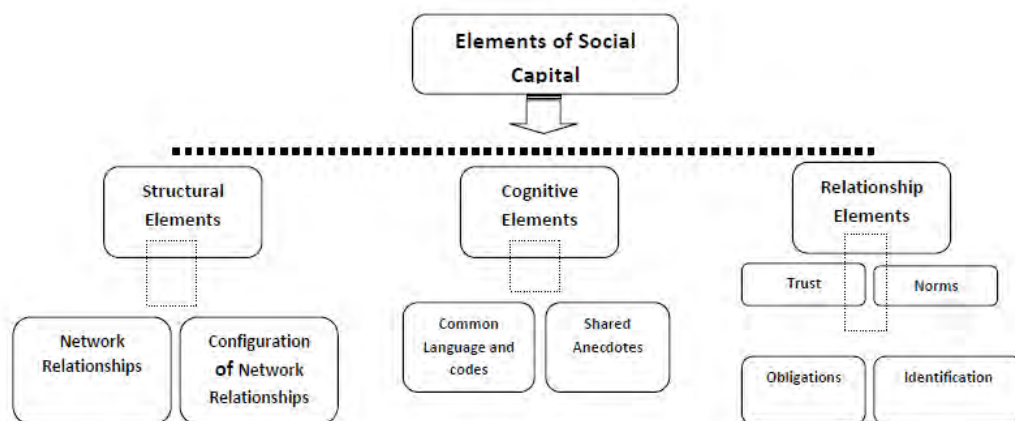 Elements of Social
Capital
Structural
Elements
Cognitive
Elements
Relationship
Elements
Trust
Norms
Network
Relationships
Configuration
of Network
Relationships
Common
Language and
codes
Shared
Anecdotes
Obligations
Identification